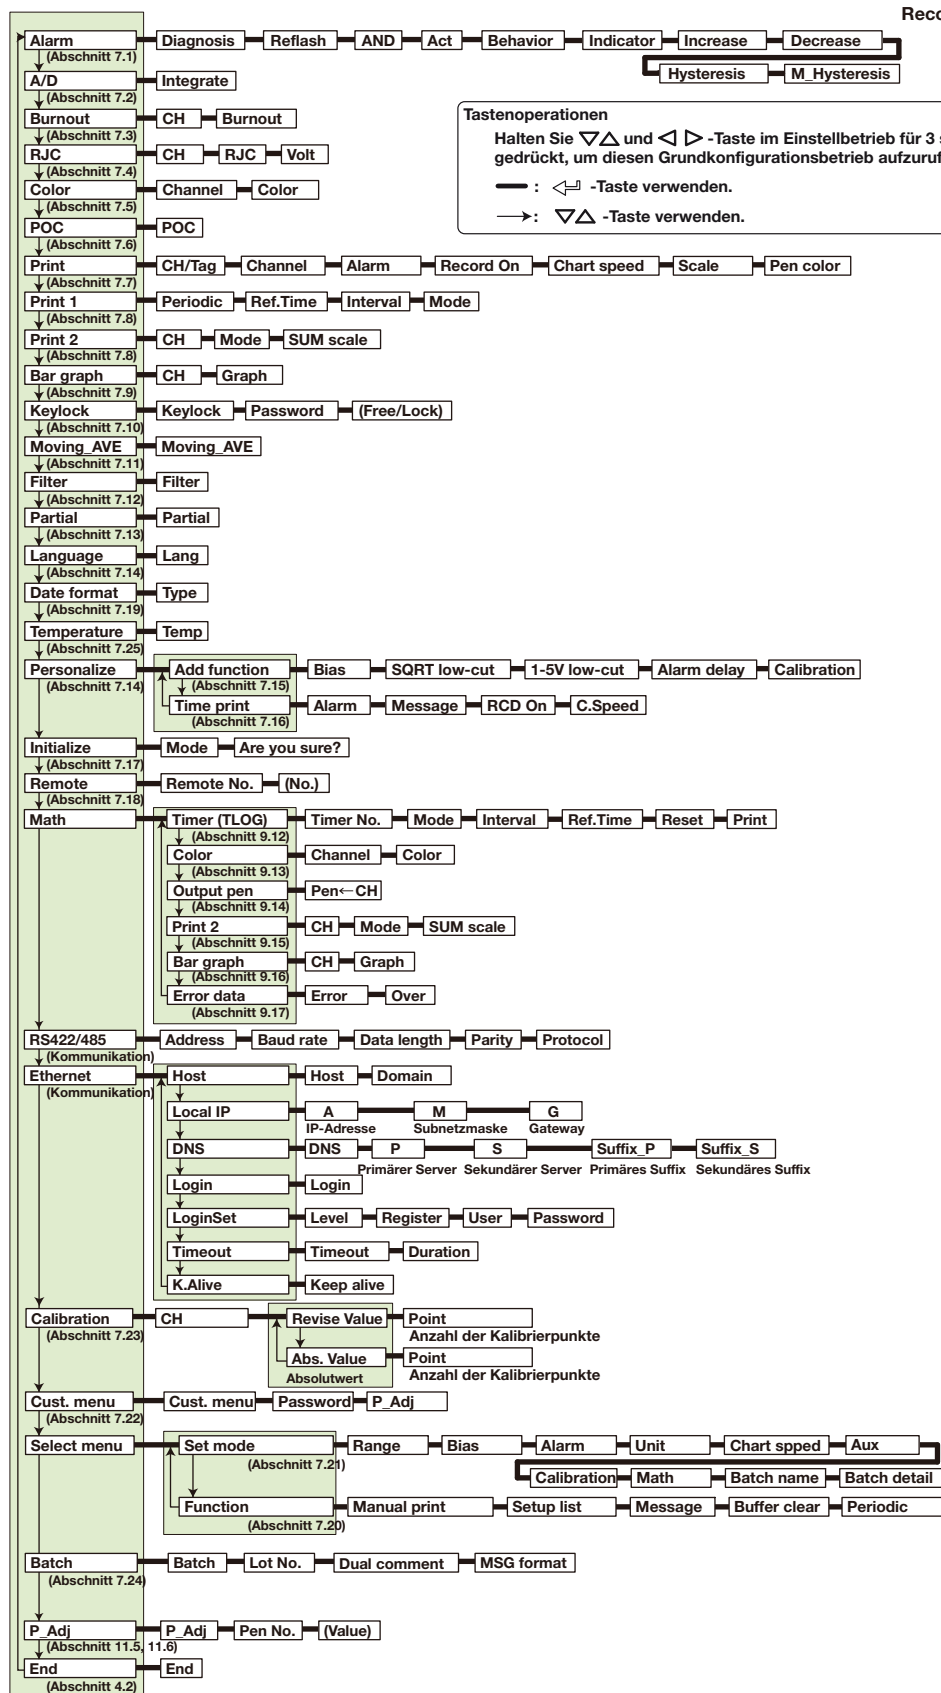 Reco
Alarm Diagnosis Reflash AND Act Behavior Indicator Increase Decrease
(Abschnitt 7.1)
Hysteresis M_Hysteresis
A/D Integrate
(Abschnitt 7.2)
Burnout CH Burnout
(Abschnitt 7.3)
RJC CH RJC Volt
(Abschnitt 7.4)
Color Channel Color
(Abschnitt 7.5)
POC POC
(Abschnitt 7.6)
Tastenoperationen
Halten Sie ▽△ und ◁ ▷ -Taste im Einstellbetrieb für 3 s
gedrückt, um diesen Grundkonfigurationsbetrieb aufzuruf
: -Taste verwenden.
: ▽△ -Taste verwenden.
Print CH/Tag Channel Alarm Record On Chart speed Scale Pen color
(Abschnitt 7.7)
Print 1 Periodic Ref.Time Interval Mode
(Abschnitt 7.8)
Print 2 CH Mode SUM scale
(Abschnitt 7.8)
Bar graph CH Graph
(Abschnitt 7.9)
Keylock Keylock Password (Free/Lock)
(Abschnitt 7.10)
Moving_AVE Moving_AVE
(Abschnitt 7.11)
Filter Filter
(Abschnitt 7.12)
Partial Partial
(Abschnitt 7.13)
Language Lang
(Abschnitt 7.14)
Date format Type
(Abschnitt 7.19)
Temperature Temp
(Abschnitt 7.25)
Personalize Add function Bias SQRT low-cut 1-5V low-cut Alarm delay Calibration
(Abschnitt 7.14) (Abschnitt 7.15)
Time print Alarm Message RCD On C.Speed
(Abschnitt 7.16)
Initialize Mode Are you sure?
(Abschnitt 7.17)
Remote Remote No. (No.)
(Abschnitt 7.18)
Math Timer (TLOG) Timer No. Mode Interval Ref.Time Reset Print
(Abschnitt 9.12)
Color Channel Color
(Abschnitt 9.13)
Output pen Pen←CH
(Abschnitt 9.14)
Print 2 CH Mode SUM scale
(Abschnitt 9.15)
Bar graph CH Graph
(Abschnitt 9.16)
Error data Error Over
(Abschnitt 9.17)
RS422/485 Address Baud rate Data length Parity Protocol
(Kommunikation)
Ethernet Host Host Domain
(Kommunikation)
Local IP A M G
IP-Adresse Subnetzmaske Gateway
DNS DNS P S Suffix_P Suffix_S
Primärer Server Sekundärer Server Primäres Suffix Sekundäres Suffix
Login Login
LoginSet Level Register User Password
Timeout Timeout Duration
K.Alive Keep alive
Calibration CH Revise Value Point
(Abschnitt 7.23) Anzahl der Kalibrierpunkte
Abs. Value Point
Absolutwert Anzahl der Kalibrierpunkte
Cust. menu Cust. menu Password P_Adj
(Abschnitt 7.22)
Select menu Set mode Range Bias Alarm Unit Chart spped Aux
(Abschnitt 7.21)
Calibration Math Batch name Batch detail
Function Manual print Setup list Message Buffer clear Periodic
(Abschnitt 7.20)
Batch Batch Lot No. Dual comment MSG format
(Abschnitt 7.24)
P_Adj P_Adj Pen No. (Value)
(Abschnitt 11.5, 11.6)
End End
(Abschnitt 4.2)